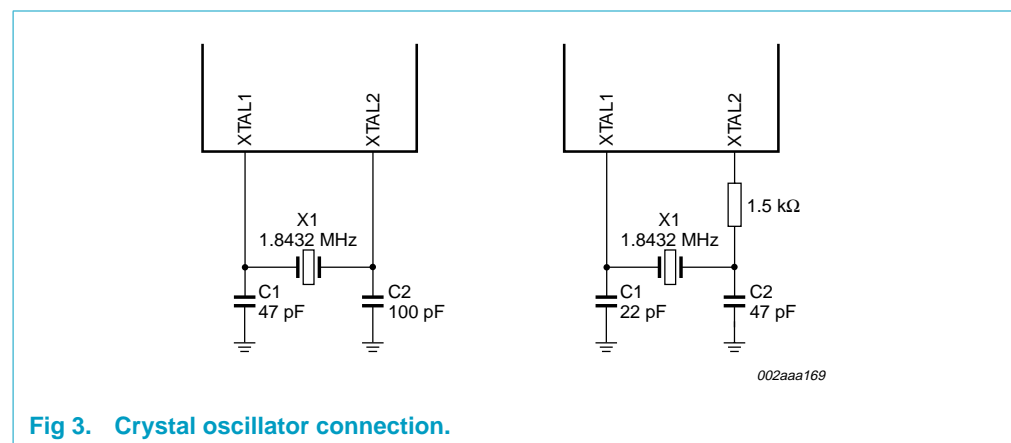 XTAL1
XTAL2
X1
1.8432 MHz
C1
47 pF
C2
100 pF
XTAL1
XTAL2
1.5 kΩ
X1
1.8432 MHz
C1
22 pF
C2
47 pF
002aaa169
Fig 3. Crystal oscillator connection.